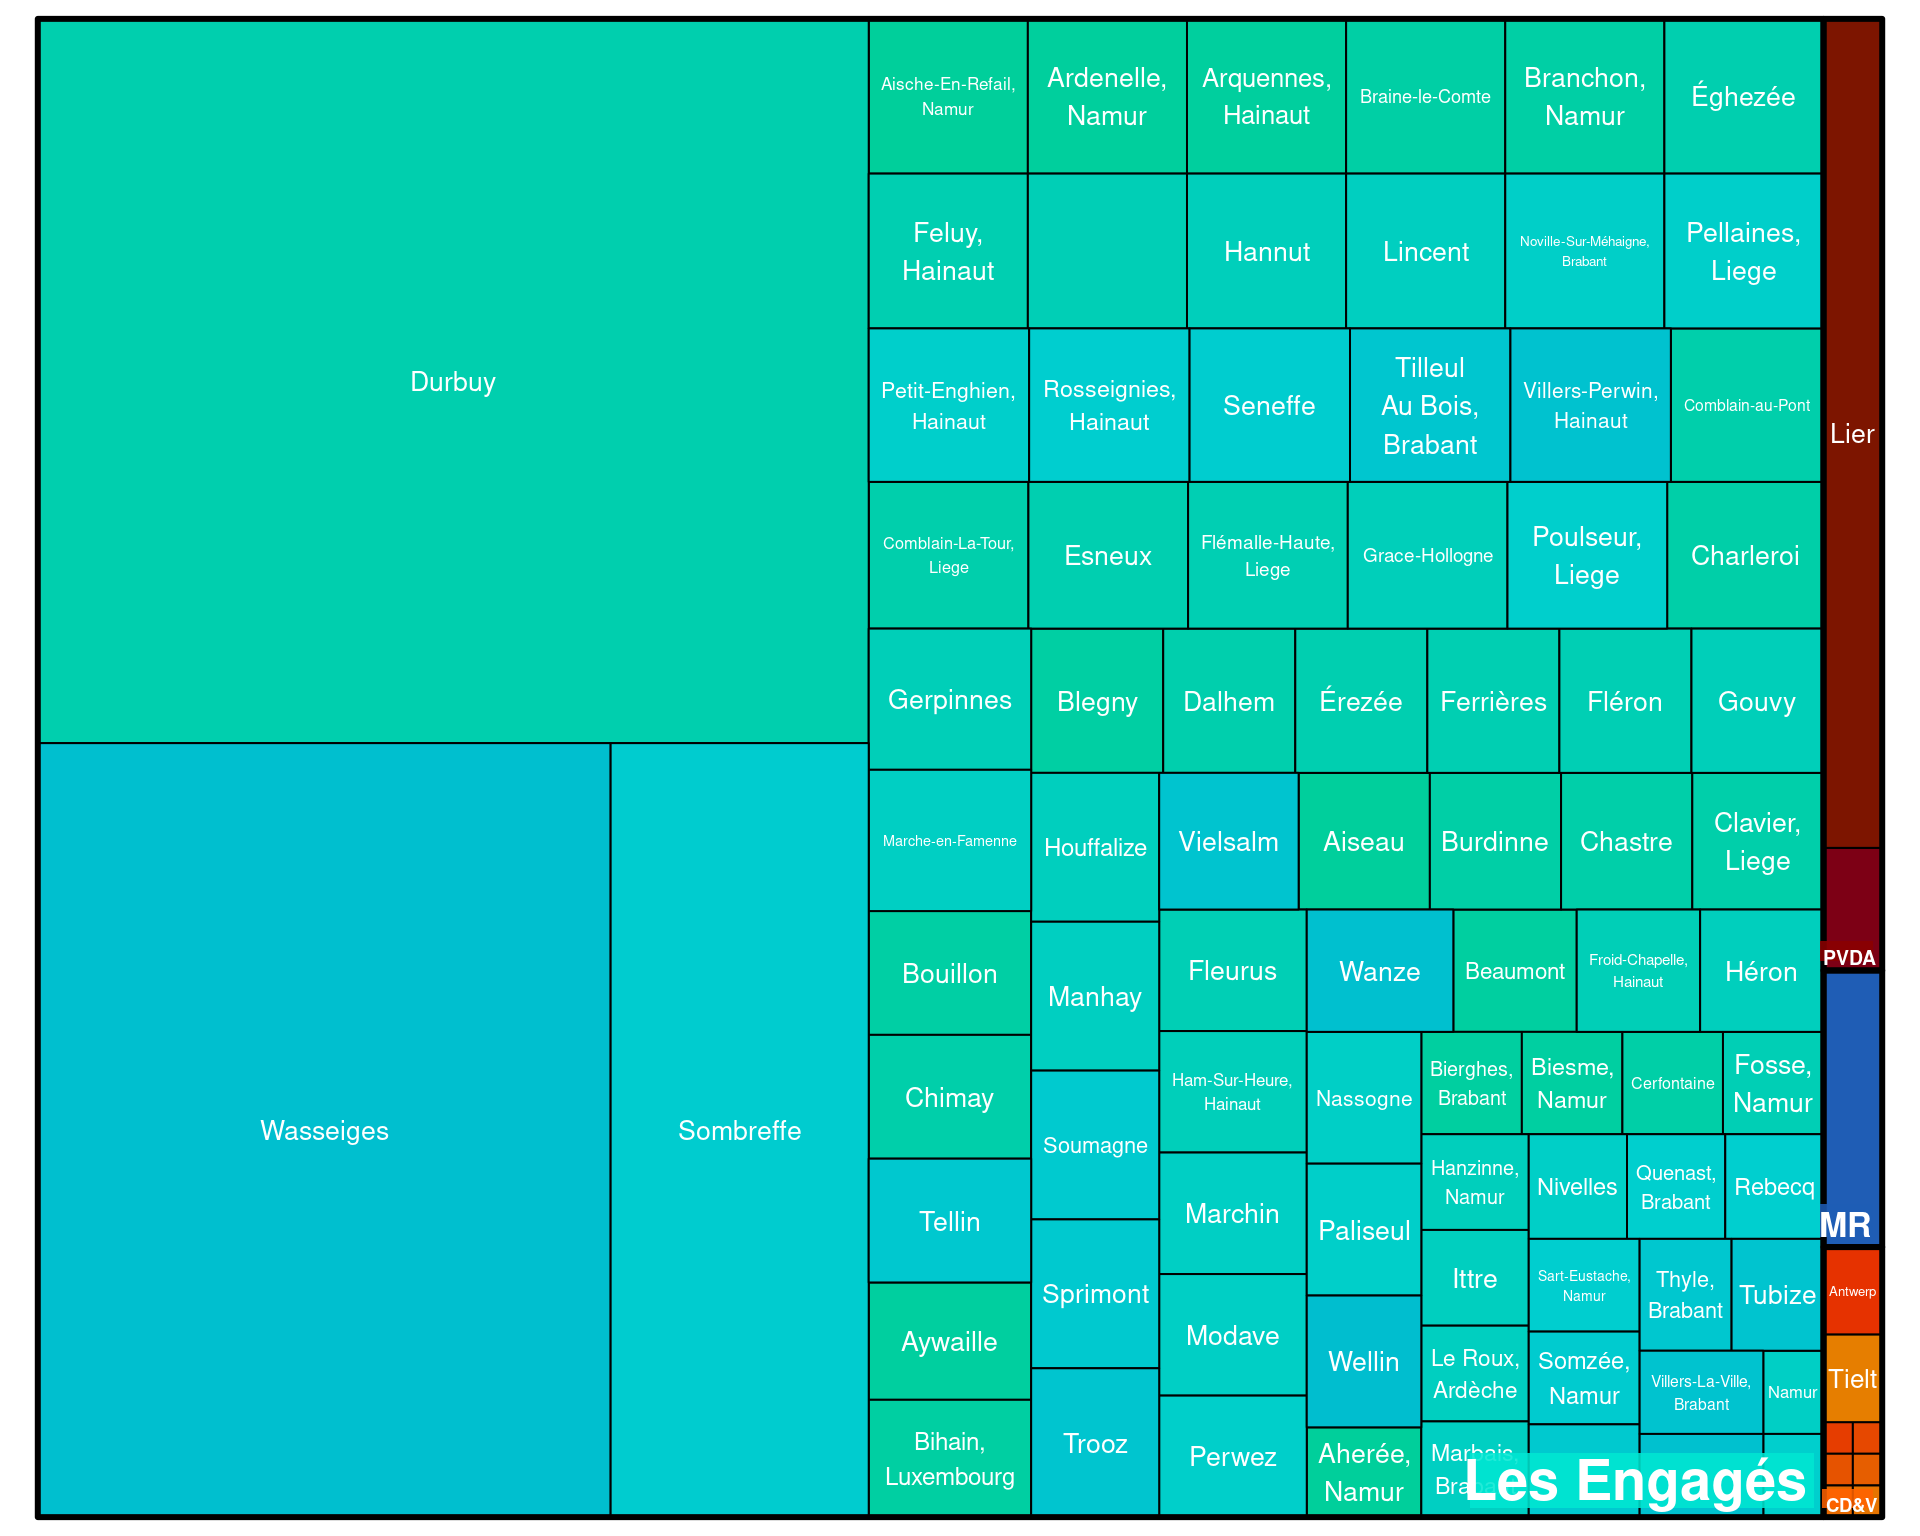 Durbuy
Wasseiges
Sombreffe
Aische-En-Refail,
Namur
Ardenelle,
Namur
Arquennes,
Hainaut
Braine-le-Comte
Branchon,
Namur
Éghezée
Feluy,
Hainaut
Hannut
Lincent
Noville-Sur-Méhaigne,
Brabant
Pellaines,
Liege
Petit-Enghien,
Hainaut
Rosseignies,
Hainaut
Seneffe
Tilleul
Au Bois,
Brabant
Villers-Perwin,
Hainaut
Comblain-au-Pont
Comblain-La-Tour,
Liege
Esneux
Flémalle-Haute,
Liege
Grace-Hollogne
Poulseur,
Liege
Charleroi
Gerpinnes
Blegny
Dalhem
Érezée
Ferrières
Fléron
Gouvy
Marche-en-Famenne
Houffalize
Vielsalm
Aiseau
Burdinne
Chastre
Clavier,
Liege
Bouillon
Manhay
Fleurus
Wanze
Beaumont
Froid-Chapelle,
Hainaut
Héron
Chimay
Soumagne
Ham-Sur-Heure,
Hainaut
Nassogne
Bierghes,
Brabant
Biesme,
Namur
Cerfontaine
Fosse,
Namur
Tellin
Sprimont
Marchin
Paliseul
Hanzinne,
Namur
Nivelles
Quenast,
Brabant
Rebecq
Aywaille
Modave
Wellin
Ittre
Sart-Eustache,
Namur
Thyle,
Brabant
Tubize
Le Roux,
Ardèche
Somzée,
Namur
Villers-La-Ville,
Brabant
Namur
Bihain,
Luxembourg
Trooz
Perwez
Aherée,
Namur
Marbais,
Brabant
Les Engagés
Lier
PVDA
MR
Antwerp
Tielt
CD&V